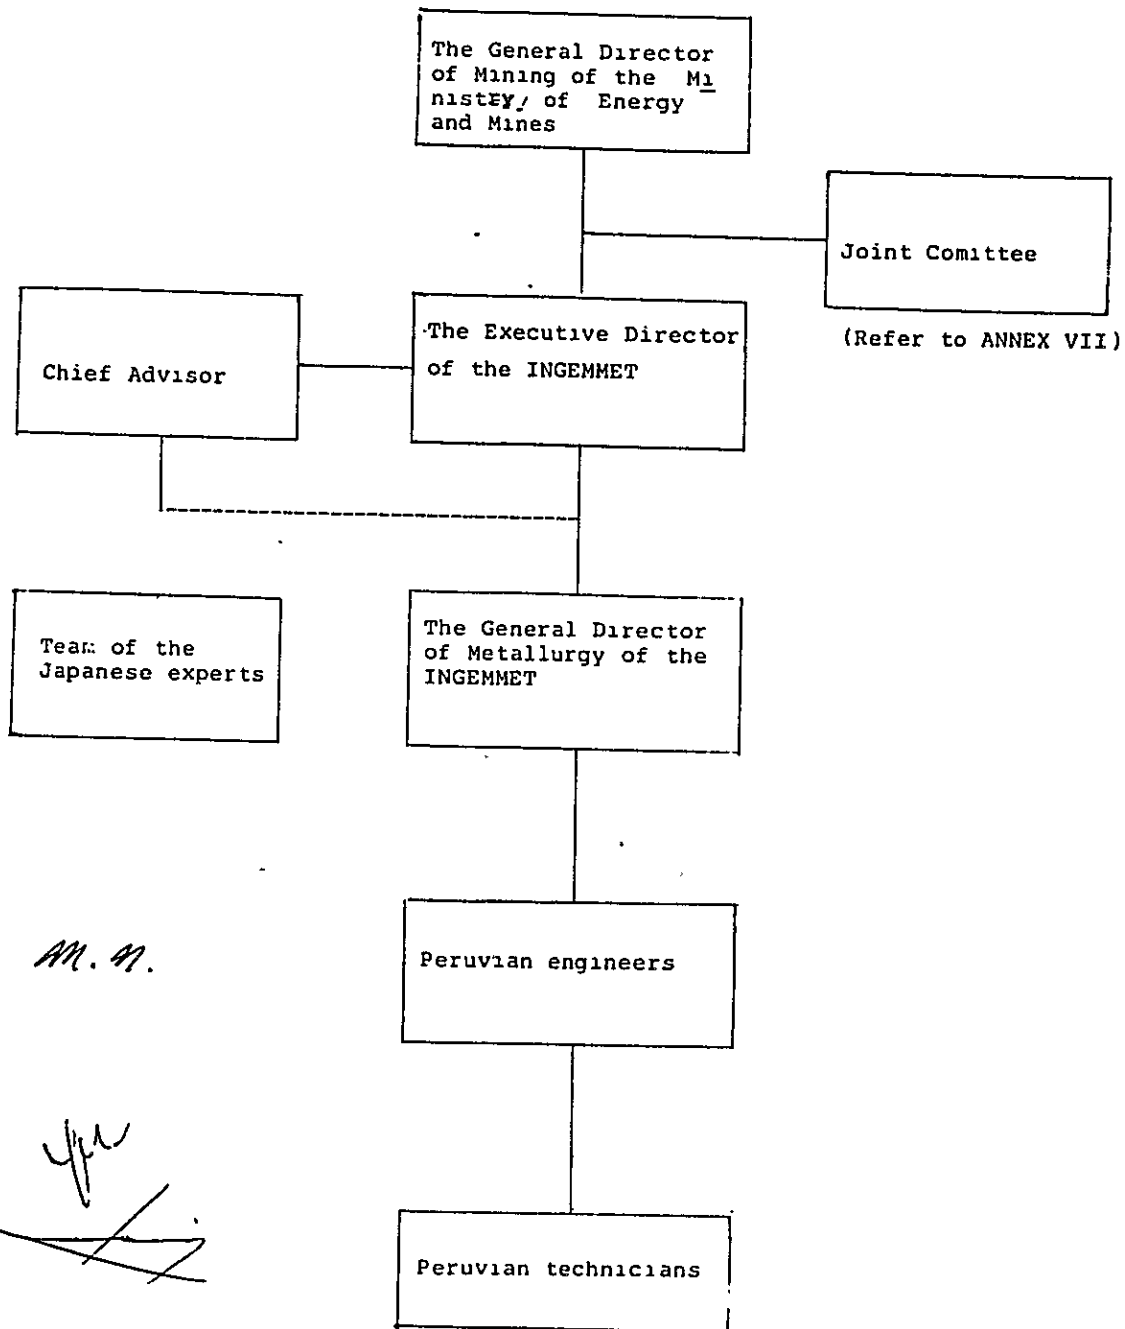 The General Director
of Mining of the Mi
nistry, of Energy
and Mines
Joint Comittee
(Refer to ANNEX VII)
Chief Advisor
The Executive Director
of the INGEMMET
Team of the
Japanese experts
The General Director
of Metallurgy of the
INGEMMET
Peruvian engineers
M. N.
Peruvian technicians